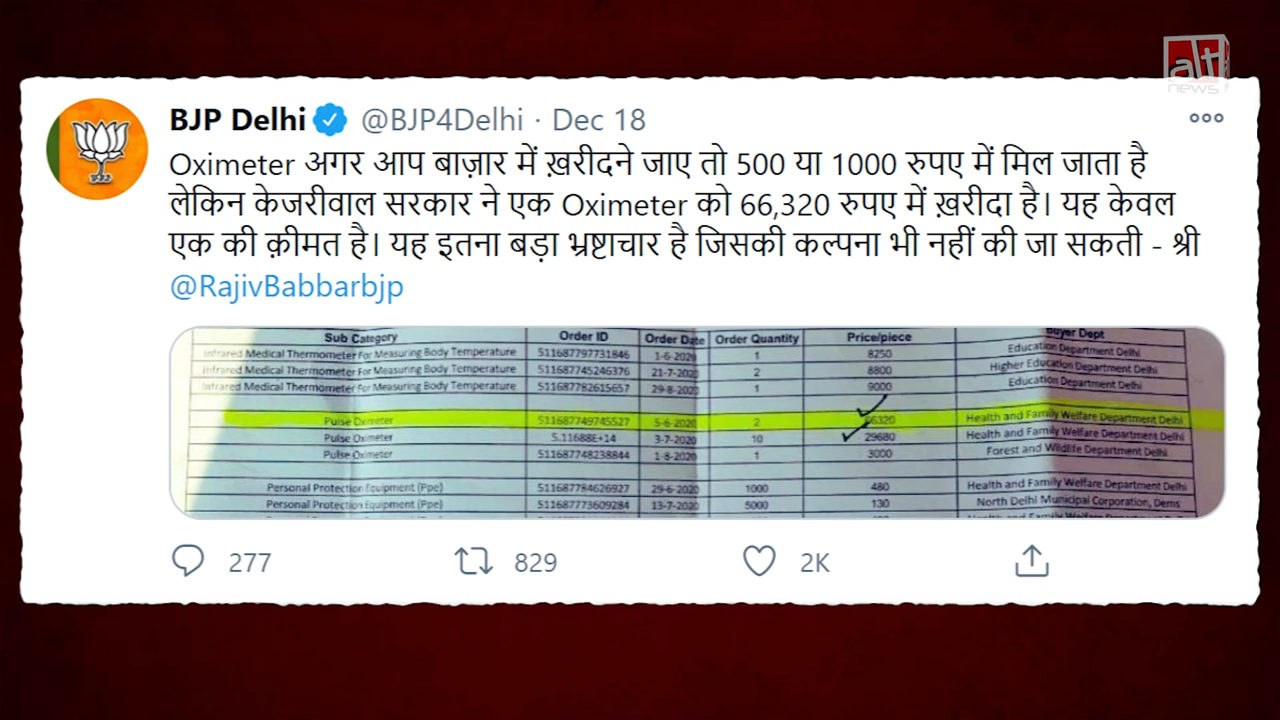 alt
news
BJP Delhi @BJP4Delhi · Dec 18
Oximeter अगर आप बाज़ार में ख़रीदने जाए तो 500 या 1000 रुपए में मिल जाता है
लेकिन केजरीवाल सरकार ने एक Oximeter को 66,320 रुपए में ख़रीदा है। यह केवल
एक की क़ीमत है। यह इतना बड़ा भ्रष्टाचार है जिसकी कल्पना भी नहीं की जा सकती - श्री
@RajivBabbarbjp
Sub Category Order ID Order Date Order Quantity Price/piece Buyer Dept
Infrared Medical Thermometer For Measuring Body Temperature 511687797731846 1-6-2020 1 8250 Education Department Delhi
Infrared Medical Thermometer For Measuring Body Temperature 511687745246376 21-7-2020 2 8800 Higher Education Department Delhi
Infrared Medical Thermometer For Measuring Body Temperature 511687782615657 29-8-2020 1 9000 Education Department Delhi
Pulse Oximeter 511687749745527 5-6-2020 2 66320 Health and Family Welfare Department Delhi
Pulse Oximeter 5.11688E+14 3-7-2020 10 29680 Health and Family Welfare Department Delhi
Pulse Oximeter 511687748238844 1-8-2020 1 3000 Forest and Wildlife Department Delhi
Personal Protection Equipment (Ppe) 511687784626927 29-6-2020 1000 480 Health and Family Welfare Department Delhi
Personal Protection Equipment (Ppe) 511687773609284 13-7-2020 5000 130 North Delhi Municipal Corporation, Dems
277 829 2K